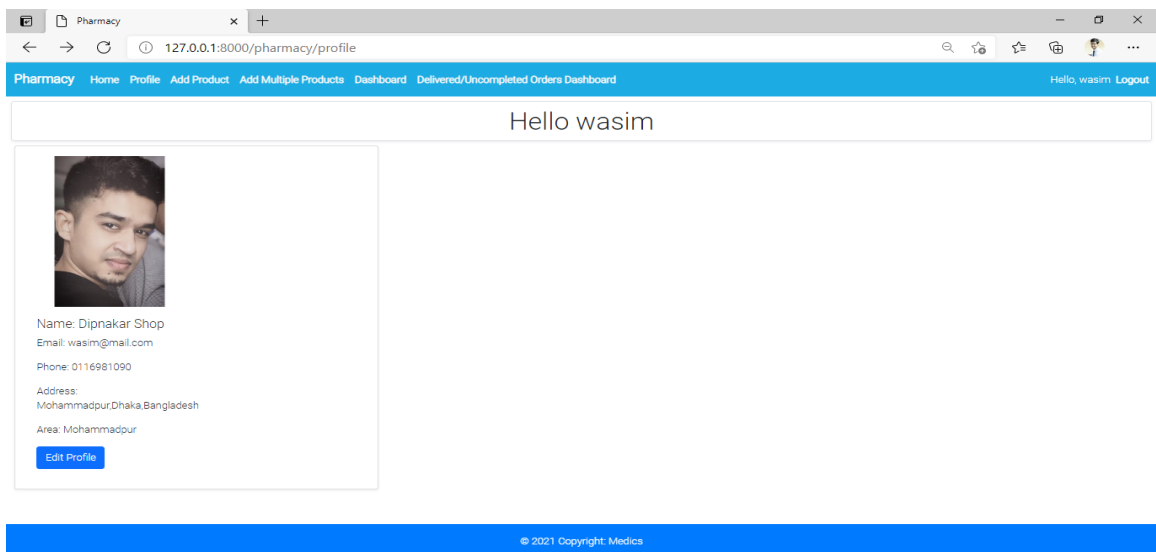 Pharmacy
127.0.0.1:8000/pharmacy/profile
Pharmacy Home Profile Add Product Add Multiple Products Dashboard Delivered/Uncompleted Orders Dashboard Hello, wasim Logout
Hello wasim
Name: Dipnakar Shop
Email: wasim@mail.com
Phone: 0116981090
Address:
Mohammadpur,Dhaka,Bangladesh
Area: Mohammadpur
Edit Profile
© 2021 Copyright: Medics